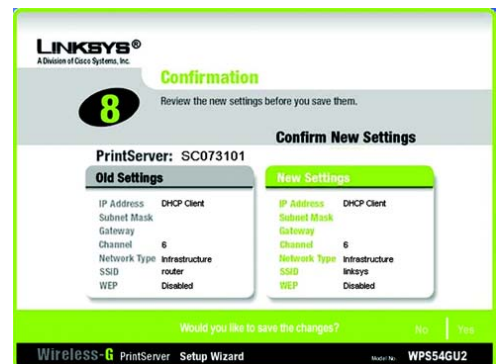 LINKSYS®
A Division of Cisco Systems, Inc.
Confirmation
8
Review the new settings before you save them.
Confirm New Settings
PrintServer: SC073101
Old Settings
IP Address DHCP Client
Subnet Mask
Gateway
Channel 6
Network Type Infrastructure
SSID router
WEP Disabled
New Settings
IP Address DHCP Client
Subnet Mask
Gateway
Channel 6
Network Type Infrastructure
SSID linksys
WEP Disabled
Would you like to save the changes?
No Yes
Wireless-G PrintServer Setup Wizard
Model No. WPS54GU2